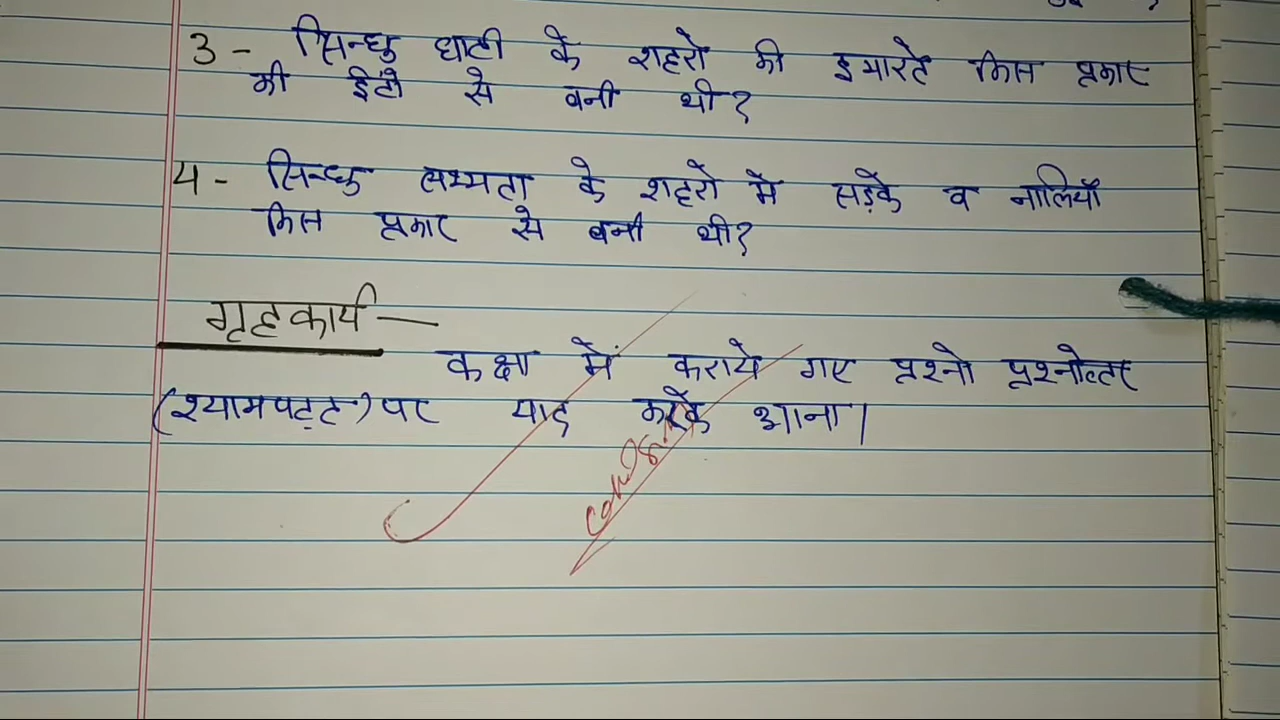 3 - सिन्धु घाटी के शहरो की इमारते किस प्रकार
की ईटो से बनी थी?
4 - सिन्धु सभ्यता के शहरो मे सड़के व नालियाँ
किस प्रकार से बनी थी?
गृहकार्य —
कक्षा में कराये गए प्रश्नो प्रश्नोत्तर
(श्यामपट्ट) पर याद करके आना।